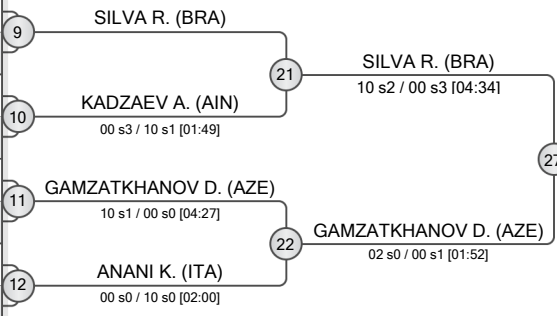 9
SILVA R. (BRA)
21
SILVA R. (BRA)
10 s2 / 00 s3 [04:34]
10
KADZAEV A. (AIN)
00 s3 / 10 s1 [01:49]
27
11
GAMZATKHANOV D. (AZE)
10 s1 / 00 s0 [04:27]
22
GAMZATKHANOV D. (AZE)
02 s0 / 00 s1 [01:52]
12
ANANI K. (ITA)
00 s0 / 10 s0 [02:00]